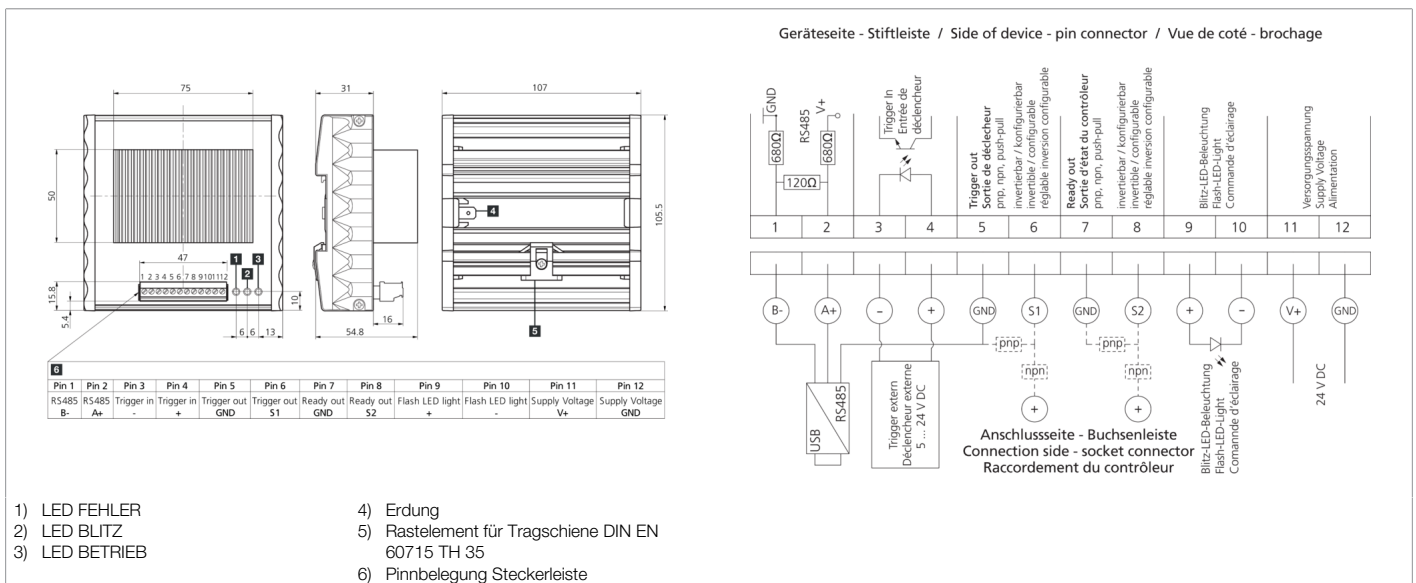 75
31
107
50
105.5
47
1 2 3 4 5 6 7 8 9 10 11 12
15.8
5.4
10
6 6 13
16
54.8
1
2
3
4
5
6
Pin 1 Pin 2 Pin 3 Pin 4 Pin 5 Pin 6 Pin 7 Pin 8 Pin 9 Pin 10 Pin 11 Pin 12
RS485 RS485 Trigger in Trigger in Trigger out Trigger out Ready out Ready out Flash LED light Flash LED light Supply Voltage Supply Voltage
B- A+ - + GND S1 GND S2 + - V+ GND
Geräteseite - Stiftleiste / Side of device - pin connector / Vue de coté - brochage
GND
RS485
V+
680Ω
680Ω
120Ω
Trigger In
Entrée de
déclencheur
Trigger out
Sortie de déclecheur
pnp, npn, push-pull
invertierbar / konfigurierbar
invertible / configurable
réglable inversion configurable
Ready out
Sortie d'état du contrôleur
pnp, npn, push-pull
invertierbar / konfigurierbar
invertible / configurable
réglable inversion configurable
Blitz-LED-Beleuchtung
Flash-LED-Light
Commande d'éclairage
Versorgungsspannung
Supply Voltage
Alimentation
1 2 3 4 5 6 7 8 9 10 11 12
B- A+ - + GND S1 GND S2 + - V+ GND
pnp
pnp
npn
npn
USB
RS485
Trigger extern
Déclencheur externe
5 ... 24 V DC
+
+
Blitz-LED-Beleuchtung
Flash-LED-Light
Comannde d'éclairage
24 V DC
Anschlussseite - Buchsenleiste
Connection side - socket connector
Raccordement du contrôleur
1) LED FEHLER
2) LED BLITZ
3) LED BETRIEB
4) Erdung
5) Rastelement für Tragschiene DIN EN
60715 TH 35
6) Pinnbelegung Steckerleiste